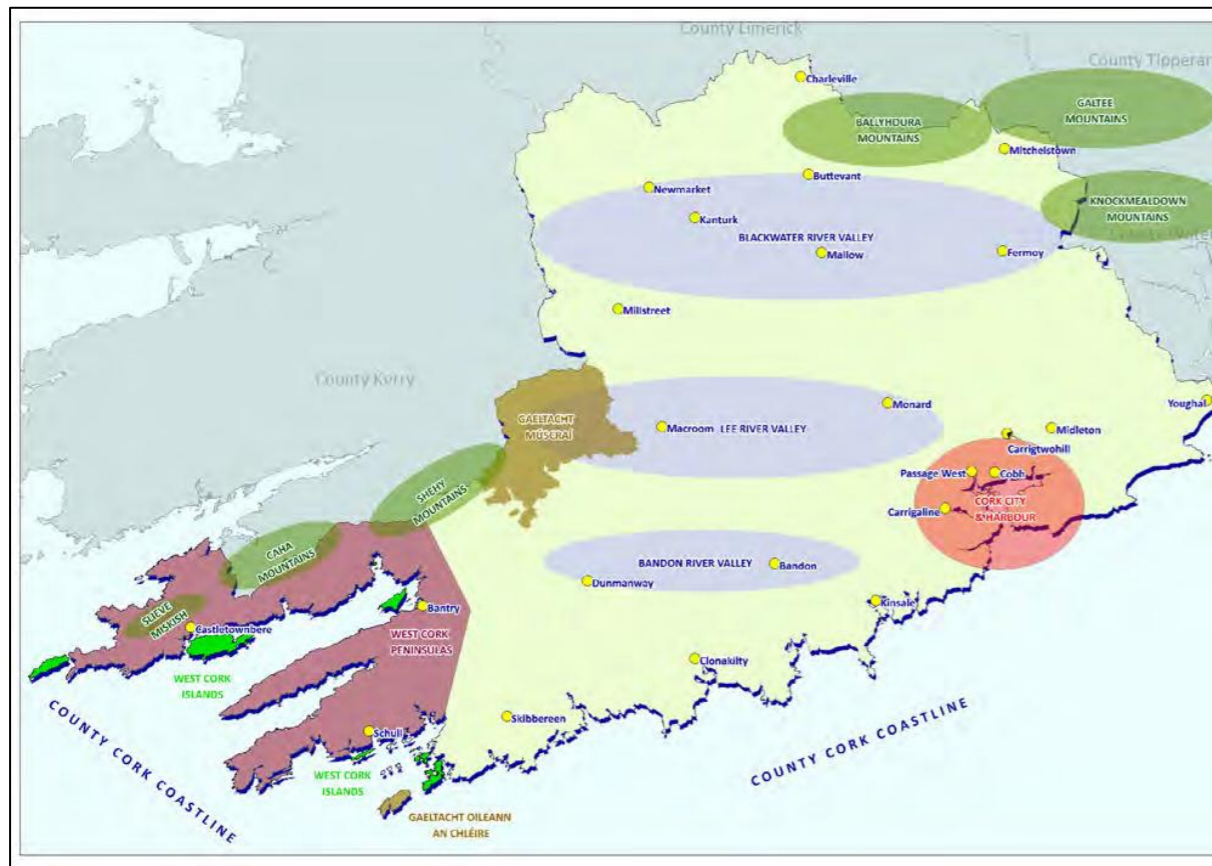 County Limerick
County Tipperar
Charleville
GALTEE
MOUNTAINS
BALLYHOURA
MOUNTAINS
Mitchelstown
Buttevant
Newmarket
KNOCKMEALDOWN
MOUNTAINS
Kanturk
BLACKWATER RIVER VALLEY
Mallow
Fermoy
Millstreet
County Kerry
GAELTACHT
MÚSCRAÍ
Monard
Youghal
Macroom
LEE RIVER VALLEY
Midleton
Carrigtwohill
Passage West
Cobh
CORK CITY
& HARBOUR
Carrigaline
SHEHY
MOUNTAINS
CAHA
MOUNTAINS
BANDON RIVER VALLEY
Bandon
Dunmanway
SLIEVE
MISKISH
Castletownbere
Bantry
Kinsale
WEST CORK
PENINSULAS
WEST CORK
ISLANDS
Clonakilty
Skibbereen
Schull
COUNTY CORK COASTLINE
COUNTY CORK COASTLINE
WEST CORK
ISLANDS
GAELTACHT OILEANN
AN CHLÉIRE